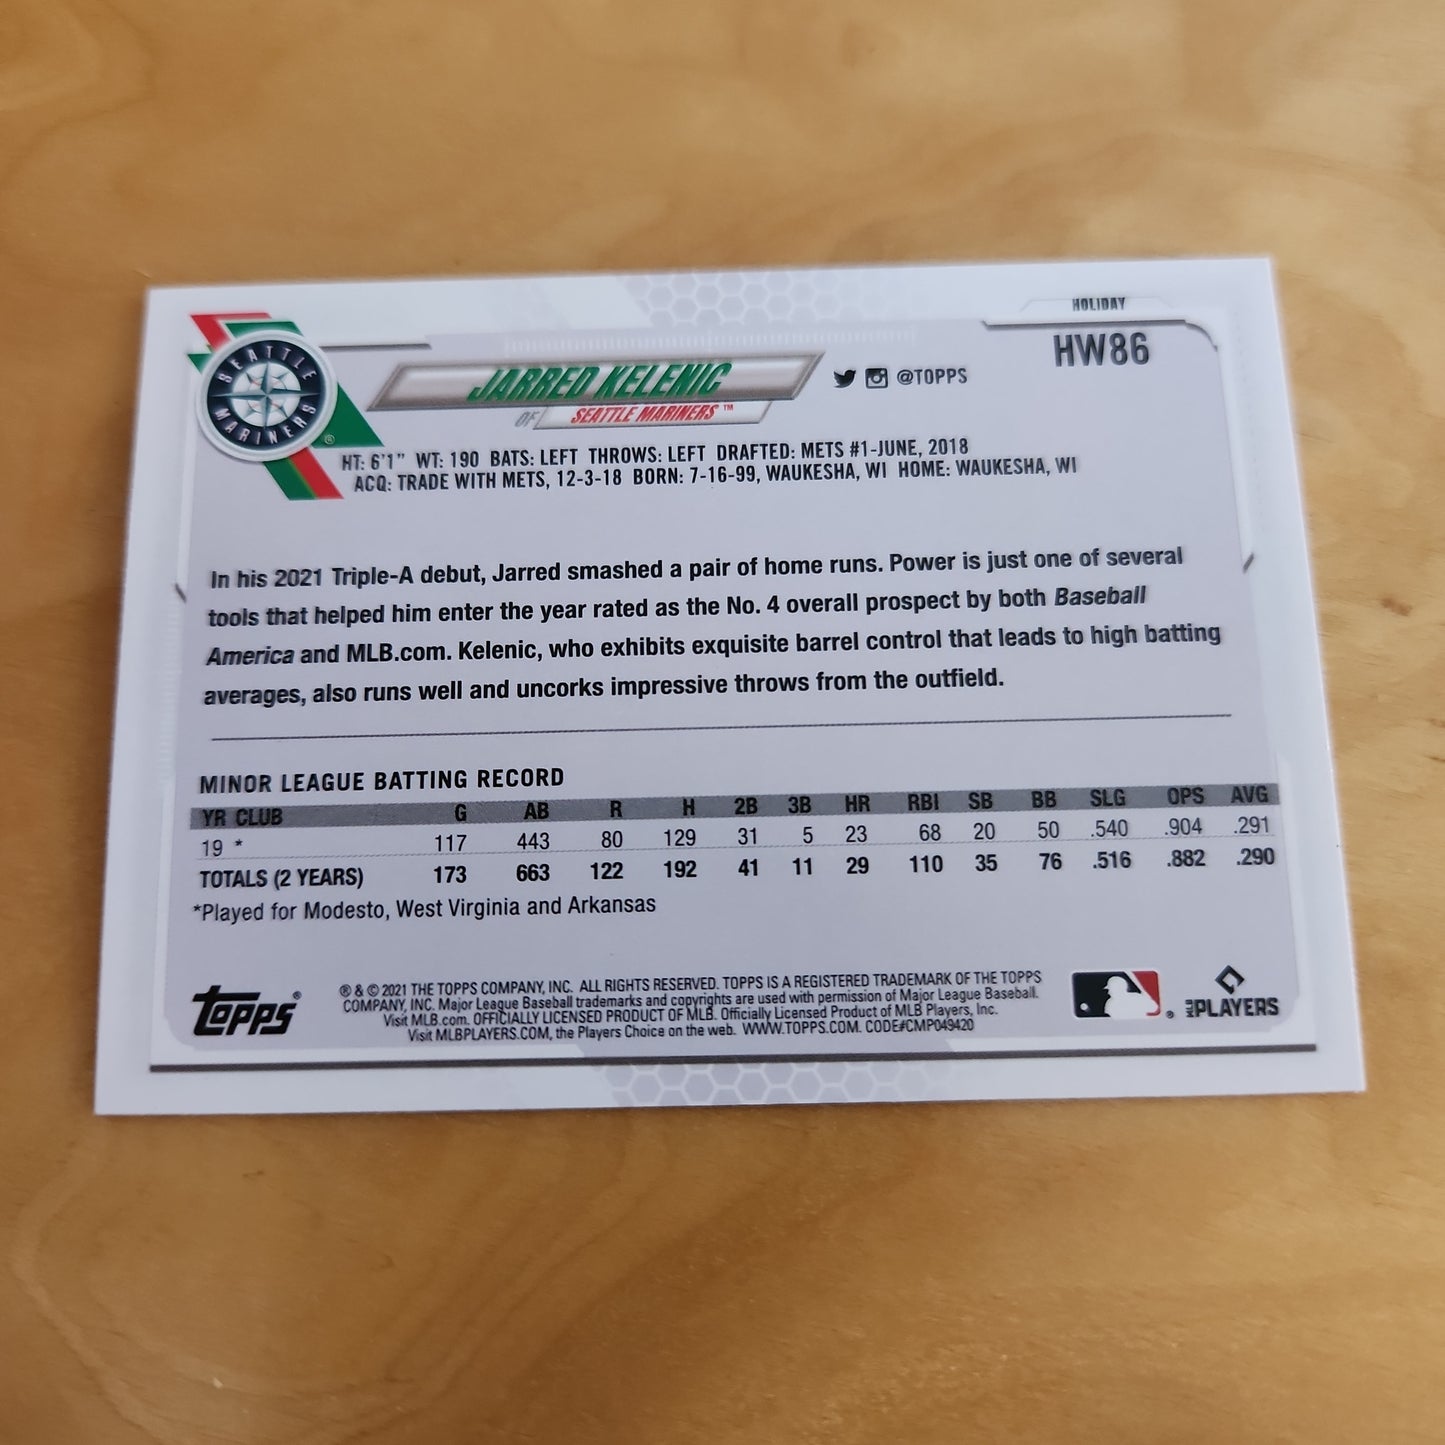 HOLIDAY
HW86
SEATTLE MARINERS ®
JARRED KELENIC
@TOPPS
OF SEATTLE MARINERS™
HT: 6'1" WT: 190 BATS: LEFT THROWS: LEFT DRAFTED: METS #1-JUNE, 2018
ACQ: TRADE WITH METS, 12-3-18 BORN: 7-16-99, WAUKESHA, WI HOME: WAUKESHA, WI
In his 2021 Triple-A debut, Jarred smashed a pair of home runs. Power is just one of several
tools that helped him enter the year rated as the No. 4 overall prospect by both Baseball
America and MLB.com. Kelenic, who exhibits exquisite barrel control that leads to high batting
averages, also runs well and uncorks impressive throws from the outfield.
MINOR LEAGUE BATTING RECORD
YR CLUB G AB R H 2B 3B HR RBI SB BB SLG OPS AVG
19 * 117 443 80 129 31 5 23 68 20 50 .540 .904 .291
TOTALS (2 YEARS) 173 663 122 192 41 11 29 110 35 76 .516 .882 .290
*Played for Modesto, West Virginia and Arkansas
topps®
® & © 2021 THE TOPPS COMPANY, INC. ALL RIGHTS RESERVED. TOPPS IS A REGISTERED TRADEMARK OF THE TOPPS
COMPANY, INC. Major League Baseball trademarks and copyrights are used with permission of Major League Baseball.
Visit MLB.com. OFFICIALLY LICENSED PRODUCT OF MLB. Officially Licensed Product of MLB Players, Inc.
Visit MLBPLAYERS.COM, the Players Choice on the web. WWW.TOPPS.COM. CODE#CMP049420
®
MLB PLAYERS